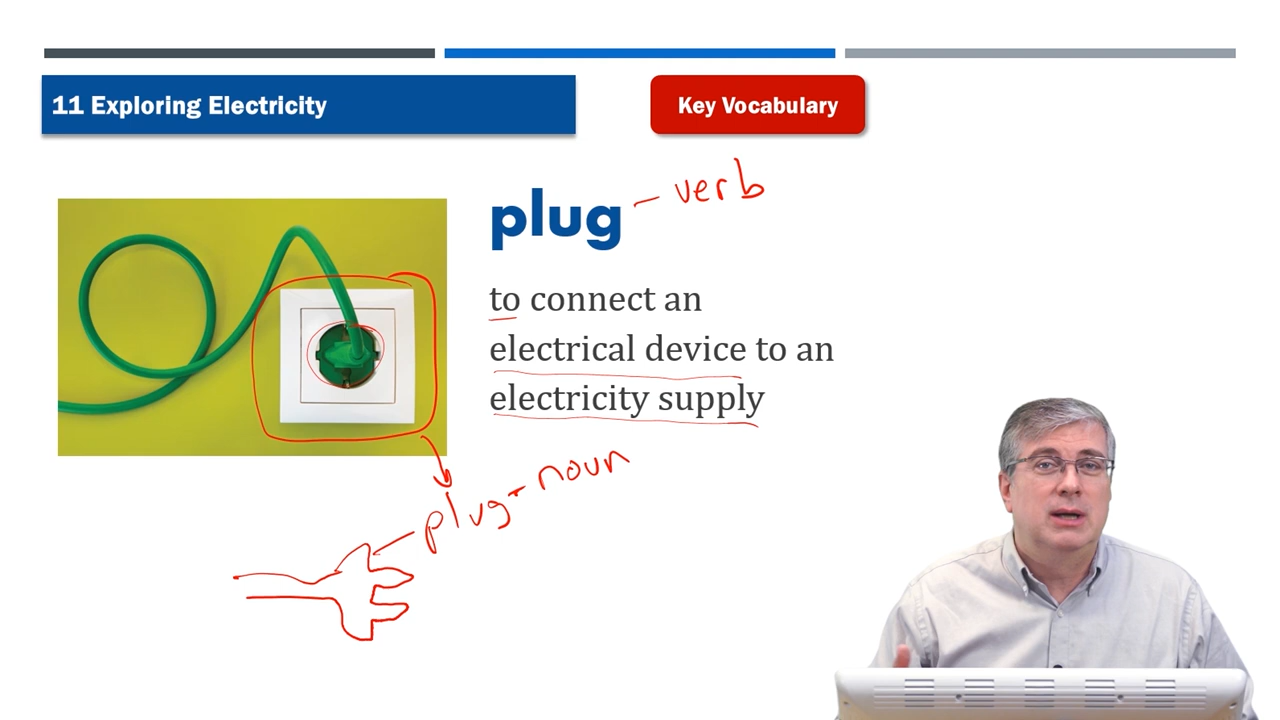 11 Exploring Electricity
Key Vocabulary
plug – verb
to connect an
electrical device to an
electricity supply
plug - noun